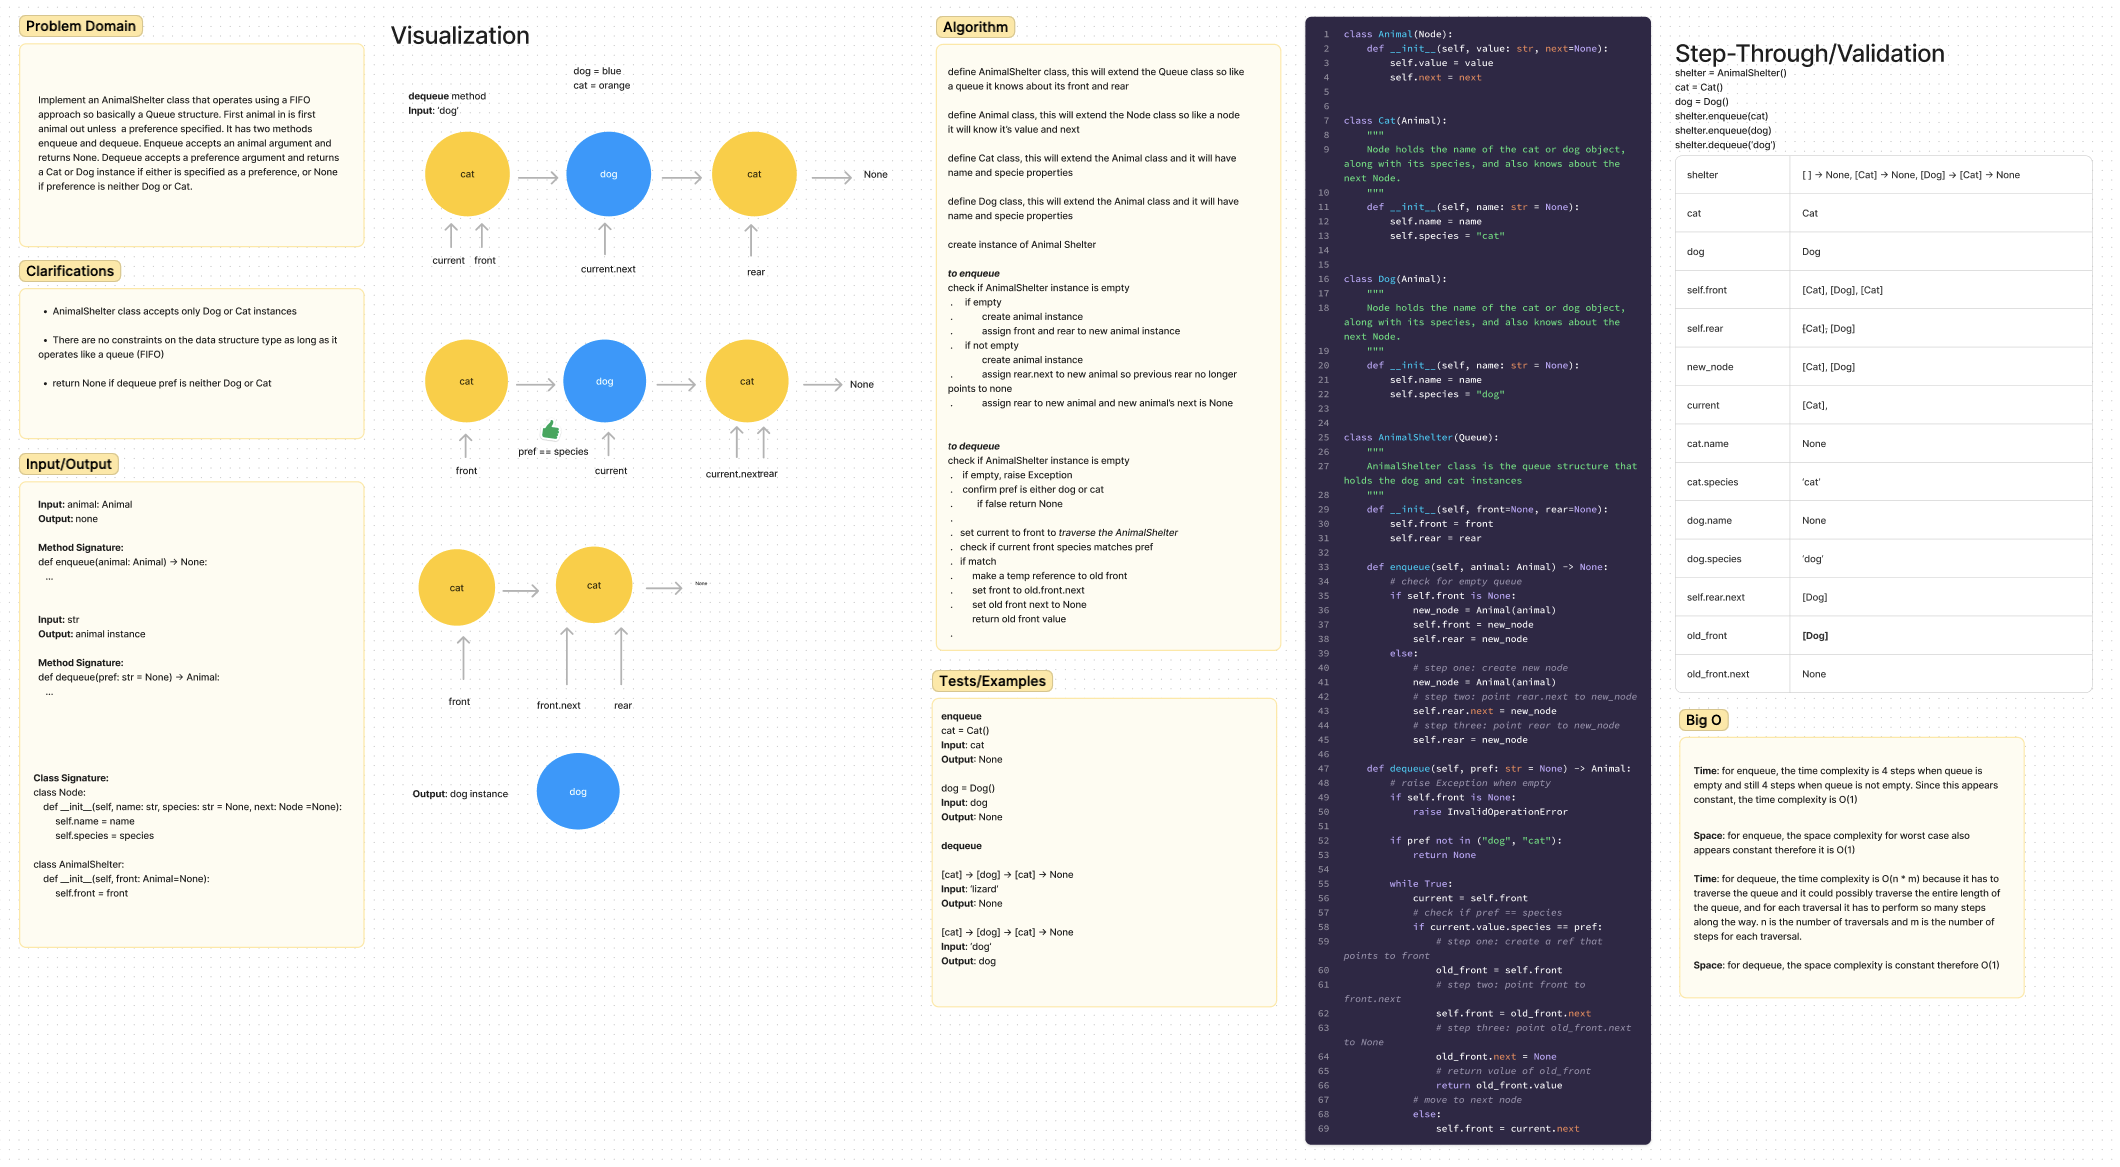 Problem Domain
Implement an AnimalShelter class that operates using a FIFO
approach so basically a Queue structure. First animal in is first
animal out unless  a preference specified. It has two methods
enqueue and dequeue. Enqueue accepts an animal argument and
returns None. Dequeue accepts a preference argument and returns
a Cat or Dog instance if either is specified as a preference, or None
if preference is neither Dog or Cat.
Clarifications
• AnimalShelter class accepts only Dog or Cat instances
• There are no constraints on the data structure type as long as it
operates like a queue (FIFO)
• return None if dequeue pref is neither Dog or Cat
Input/Output
Input: animal: Animal
Output: none
Method Signature:
def enqueue(animal: Animal) → None:
...
Input: str
Output: animal instance
Method Signature:
def dequeue(pref: str = None) → Animal:
...
Class Signature:
class Node:
def __init__(self, name: str, species: str = None, next: Node =None):
self.name = name
self.species = species
class AnimalShelter:
def __init__(self, front: Animal=None):
self.front = front
Visualization
dog = blue
cat = orange
dequeue method
Input: 'dog'
cat
dog
cat
None
current front
current.next
rear
cat
dog
cat
None
pref == species
front
current
current.next
rear
cat
cat
None
front
front.next
rear
Output: dog instance
dog
Algorithm
define AnimalShelter class, this will extend the Queue class so like
a queue it knows about its front and rear
define Animal class, this will extend the Node class so like a node
it will know it's value and next
define Cat class, this will extend the Animal class and it will have
name and specie properties
define Dog class, this will extend the Animal class and it will have
name and specie properties
create instance of Animal Shelter
to enqueue
check if AnimalShelter instance is empty
. if empty
. create animal instance
. assign front and rear to new animal instance
. if not empty
create animal instance
. assign rear.next to new animal so previous rear no longer
points to none
. assign rear to new animal and new animal's next is None
to dequeue
check if AnimalShelter instance is empty
. if empty, raise Exception
. confirm pref is either dog or cat
. if false return None
.
. set current to front to traverse the AnimalShelter
. check if current front species matches pref
. if match
. make a temp reference to old front
. set front to old.front.next
. set old front next to None
return old front value
.
Tests/Examples
enqueue
cat = Cat()
Input: cat
Output: None
dog = Dog()
Input: dog
Output: None
dequeue
[cat] → [dog] → [cat] → None
Input: 'lizard'
Output: None
[cat] → [dog] → [cat] → None
Input: 'dog'
Output: dog
1 class Animal(Node):
2 def __init__(self, value: str, next=None):
3 self.value = value
4 self.next = next
5
6
7 class Cat(Animal):
8 """
9 Node holds the name of the cat or dog object,
along with its species, and also knows about the
next Node.
10 """
11 def __init__(self, name: str = None):
12 self.name = name
13 self.species = "cat"
14
15
16 class Dog(Animal):
17 """
18 Node holds the name of the cat or dog object,
along with its species, and also knows about the
next Node.
19 """
20 def __init__(self, name: str = None):
21 self.name = name
22 self.species = "dog"
23
24
25 class AnimalShelter(Queue):
26 """
27 AnimalShelter class is the queue structure that
holds the dog and cat instances
28 """
29 def __init__(self, front=None, rear=None):
30 self.front = front
31 self.rear = rear
32
33 def enqueue(self, animal: Animal) -> None:
34 # check for empty queue
35 if self.front is None:
36 new_node = Animal(animal)
37 self.front = new_node
38 self.rear = new_node
39 else:
40 # step one: create new node
41 new_node = Animal(animal)
42 # step two: point rear.next to new_node
43 self.rear.next = new_node
44 # step three: point rear to new_node
45 self.rear = new_node
46
47 def dequeue(self, pref: str = None) -> Animal:
48 # raise Exception when empty
49 if self.front is None:
50 raise InvalidOperationError
51
52 if pref not in ("dog", "cat"):
53 return None
54
55 while True:
56 current = self.front
57 # check if pref == species
58 if current.value.species == pref:
59 # step one: create a ref that
points to front
60 old_front = self.front
61 # step two: point front to
front.next
62 self.front = old_front.next
63 # step three: point old_front.next
to None
64 old_front.next = None
65 # return value of old_front
66 return old_front.value
67 # move to next node
68 else:
69 self.front = current.next
Step-Through/Validation
shelter = AnimalShelter()
cat = Cat()
dog = Dog()
shelter.enqueue(cat)
shelter.enqueue(dog)
shelter.dequeue('dog')
shelter [ ] → None, [Cat] → None, [Dog] → [Cat] → None
cat Cat
dog Dog
self.front [Cat], [Dog], [Cat]
self.rear [Cat], [Dog]
new_node [Cat], [Dog]
current [Cat],
cat.name None
cat.species 'cat'
dog.name None
dog.species 'dog'
self.rear.next [Dog]
old_front [Dog]
old_front.next None
Big O
Time: for enqueue, the time complexity is 4 steps when queue is
empty and still 4 steps when queue is not empty. Since this appears
constant, the time complexity is O(1)
Space: for enqueue, the space complexity for worst case also
appears constant therefore it is O(1)
Time: for dequeue, the time complexity is O(n * m) because it has to
traverse the queue and it could possibly traverse the entire length of
the queue, and for each traversal it has to perform so many steps
along the way. n is the number of traversals and m is the number of
steps for each traversal.
Space: for dequeue, the space complexity is constant therefore O(1)